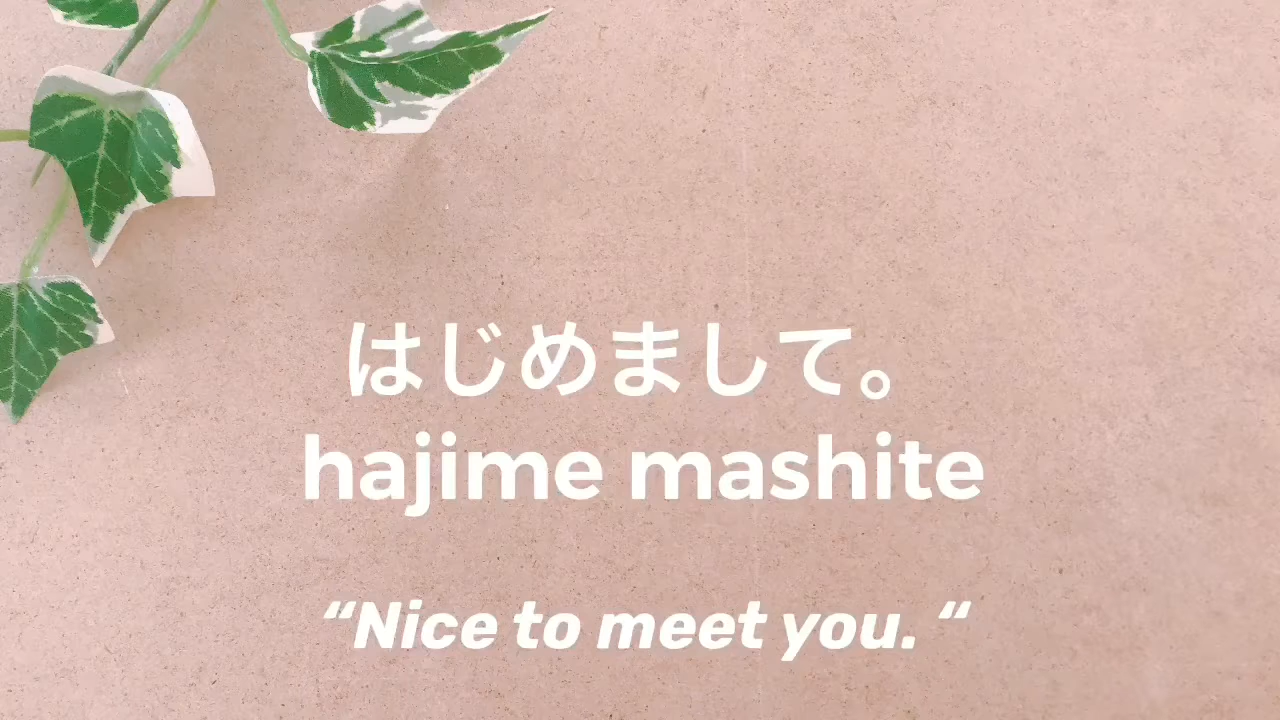 はじめまして。
hajime mashite
“Nice to meet you. “